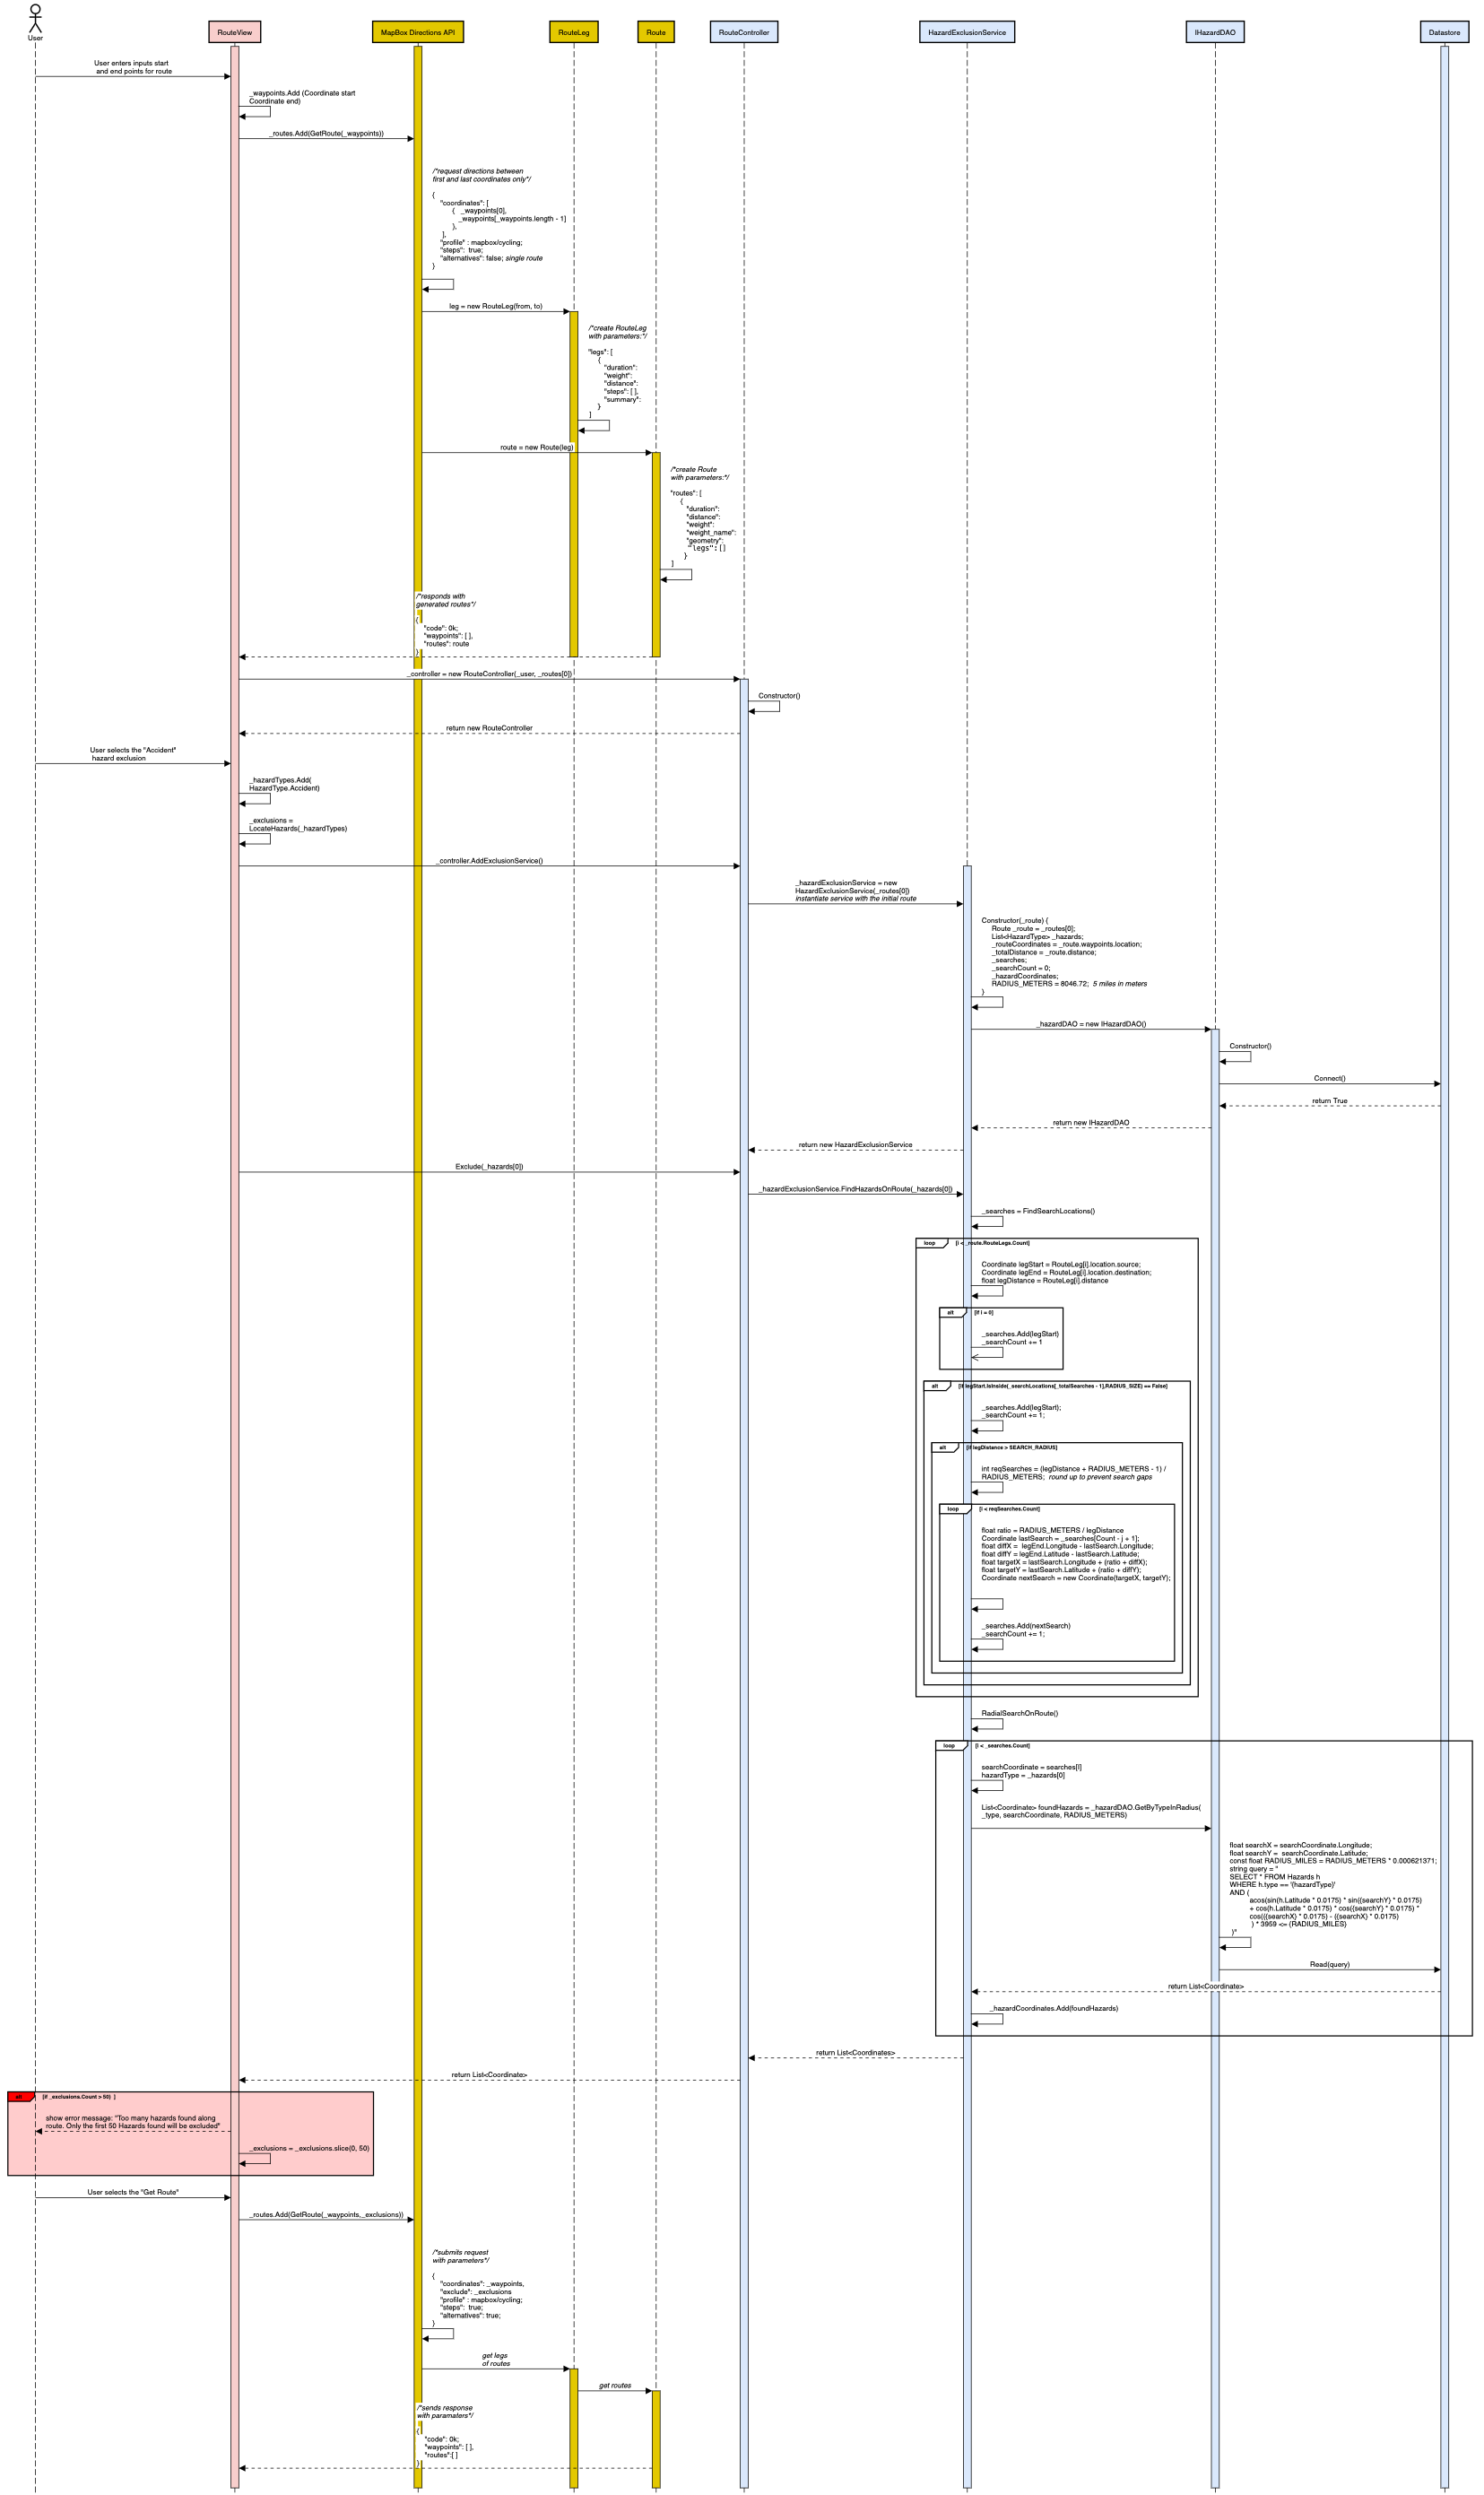 User
RouteView
MapBox Directions API
RouteLeg
Route
RouteController
HazardExclusionService
IHazardDAO
Datastore
User enters inputs start
and end points for route
_waypoints.Add (Coordinate start
Coordinate end)
_routes.Add(GetRoute(_waypoints))
/*request directions between
first and last coordinates only*/
{
"coordinates": [
{ _waypoints[0],
_waypoints[_waypoints.length - 1]
},
],
"profile" : mapbox/cycling;
"steps": true;
"alternatives": false; single route
}
leg = new RouteLeg(from, to)
/*create RouteLeg
with parameters:*/
"legs": [
{
"duration":
"weight":
"distance":
"steps": [ ],
"summary":
}
]
route = new Route(leg)
/*create Route
with parameters:*/
"routes": [
{
"duration":
"distance":
"weight":
"weight_name":
"geometry":
"legs":[]
}
]
/*responds with
generated routes*/
{
"code": 0k;
"waypoints": [ ],
"routes": route
}
_controller = new RouteController(_user, _routes[0])
Constructor()
return new RouteController
User selects the "Accident"
hazard exclusion
_hazardTypes.Add(
HazardType.Accident)
_exclusions =
LocateHazards(_hazardTypes)
_controller.AddExclusionService()
_hazardExclusionService = new
HazardExclusionService(_routes[0])
instantiate service with the initial route
Constructor(_route) {
Route _route = _routes[0];
List<HazardType> _hazards;
_routeCoordinates = _route.waypoints.location;
_totalDistance = _route.distance;
_searches;
_searchCount = 0;
_hazardCoordinates;
RADIUS_METERS = 8046.72; 5 miles in meters
}
_hazardDAO = new IHazardDAO()
Constructor()
Connect()
return True
return new IHazardDAO
return new HazardExclusionService
Exclude(_hazards[0])
_hazardExclusionService.FindHazardsOnRoute(_hazards[0])
_searches = FindSearchLocations()
loop [i < _route.RouteLegs.Count]
Coordinate legStart = RouteLeg[i].location.source;
Coordinate legEnd = RouteLeg[i].location.destination;
float legDistance = RouteLeg[i].distance
alt [if i = 0]
_searches.Add(legStart)
_searchCount += 1
alt [if legStart.IsInside(_searchLocations[_totalSearches - 1],RADIUS_SIZE) == False]
_searches.Add(legStart);
_searchCount += 1;
alt [if legDistance > SEARCH_RADIUS]
int reqSearches = (legDistance + RADIUS_METERS - 1) /
RADIUS_METERS; round up to prevent search gaps
loop [i < reqSearches.Count]
float ratio = RADIUS_METERS / legDistance
Coordinate lastSearch = _searches[Count - j + 1];
float diffX = legEnd.Longitude - lastSearch.Longitude;
float diffY = legEnd.Latitude - lastSearch.Latitude;
float targetX = lastSearch.Longitude + (ratio + diffX);
float targetY = lastSearch.Latitude + (ratio + diffY);
Coordinate nextSearch = new Coordinate(targetX, targetY);
_searches.Add(nextSearch)
_searchCount += 1;
RadialSearchOnRoute()
loop [i < _searches.Count]
searchCoordinate = searches[i]
hazardType = _hazards[0]
List<Coordinate> foundHazards = _hazardDAO.GetByTypeInRadius(
_type, searchCoordinate, RADIUS_METERS)
float searchX = searchCoordinate.Longitude;
float searchY = searchCoordinate.Latitude;
const float RADIUS_MILES = RADIUS_METERS * 0.000621371;
string query = "
SELECT * FROM Hazards h
WHERE h.type == '{hazardType}'
AND (
acos(sin(h.Latitude * 0.0175) * sin({searchY} * 0.0175)
+ cos(h.Latitude * 0.0175) * cos({searchY} * 0.0175) *
cos(({searchX} * 0.0175) - ({searchX} * 0.0175)
) * 3959 <= {RADIUS_MILES}
)"
Read(query)
return List<Coordinate>
_hazardCoordinates.Add(foundHazards)
return List<Coordinates>
return List<Coordinate>
alt [if _exclusions.Count > 50) ]
show error message: "Too many hazards found along
route. Only the first 50 Hazards found will be excluded"
_exclusions = _exclusions.slice(0, 50)
User selects the "Get Route"
_routes.Add(GetRoute(_waypoints,_exclusions))
/*submits request
with parameters*/
{
"coordinates": _waypoints,
"exclude": _exclusions
"profile" : mapbox/cycling;
"steps": true;
"alternatives": true;
}
get legs
of routes
get routes
/*sends response
with paramaters*/
{
"code": 0k;
"waypoints": [ ],
"routes":[ ]
}